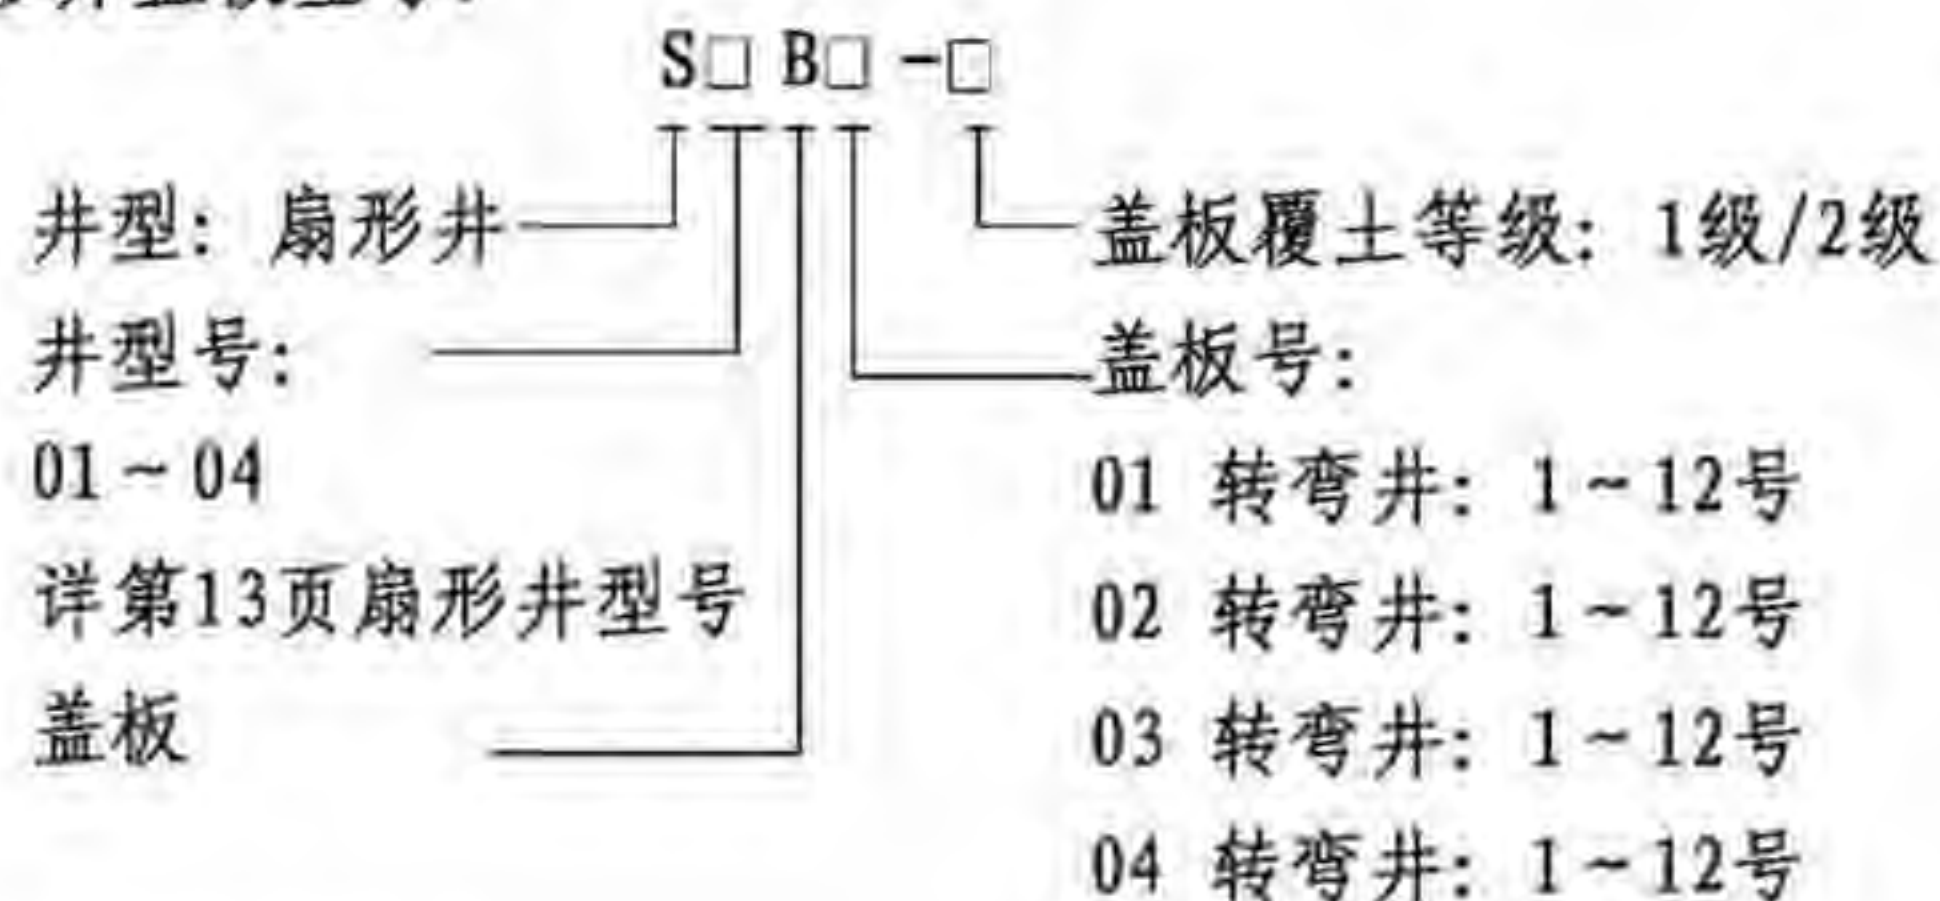 S□ B□ -□
井型: 扇形井
井型号:
01~04
详第13页扇形井型号
盖板
盖板覆土等级: 1级/2级
盖板号:
01 转弯井: 1~12号
02 转弯井: 1~12号
03 转弯井: 1~12号
04 转弯井: 1~12号